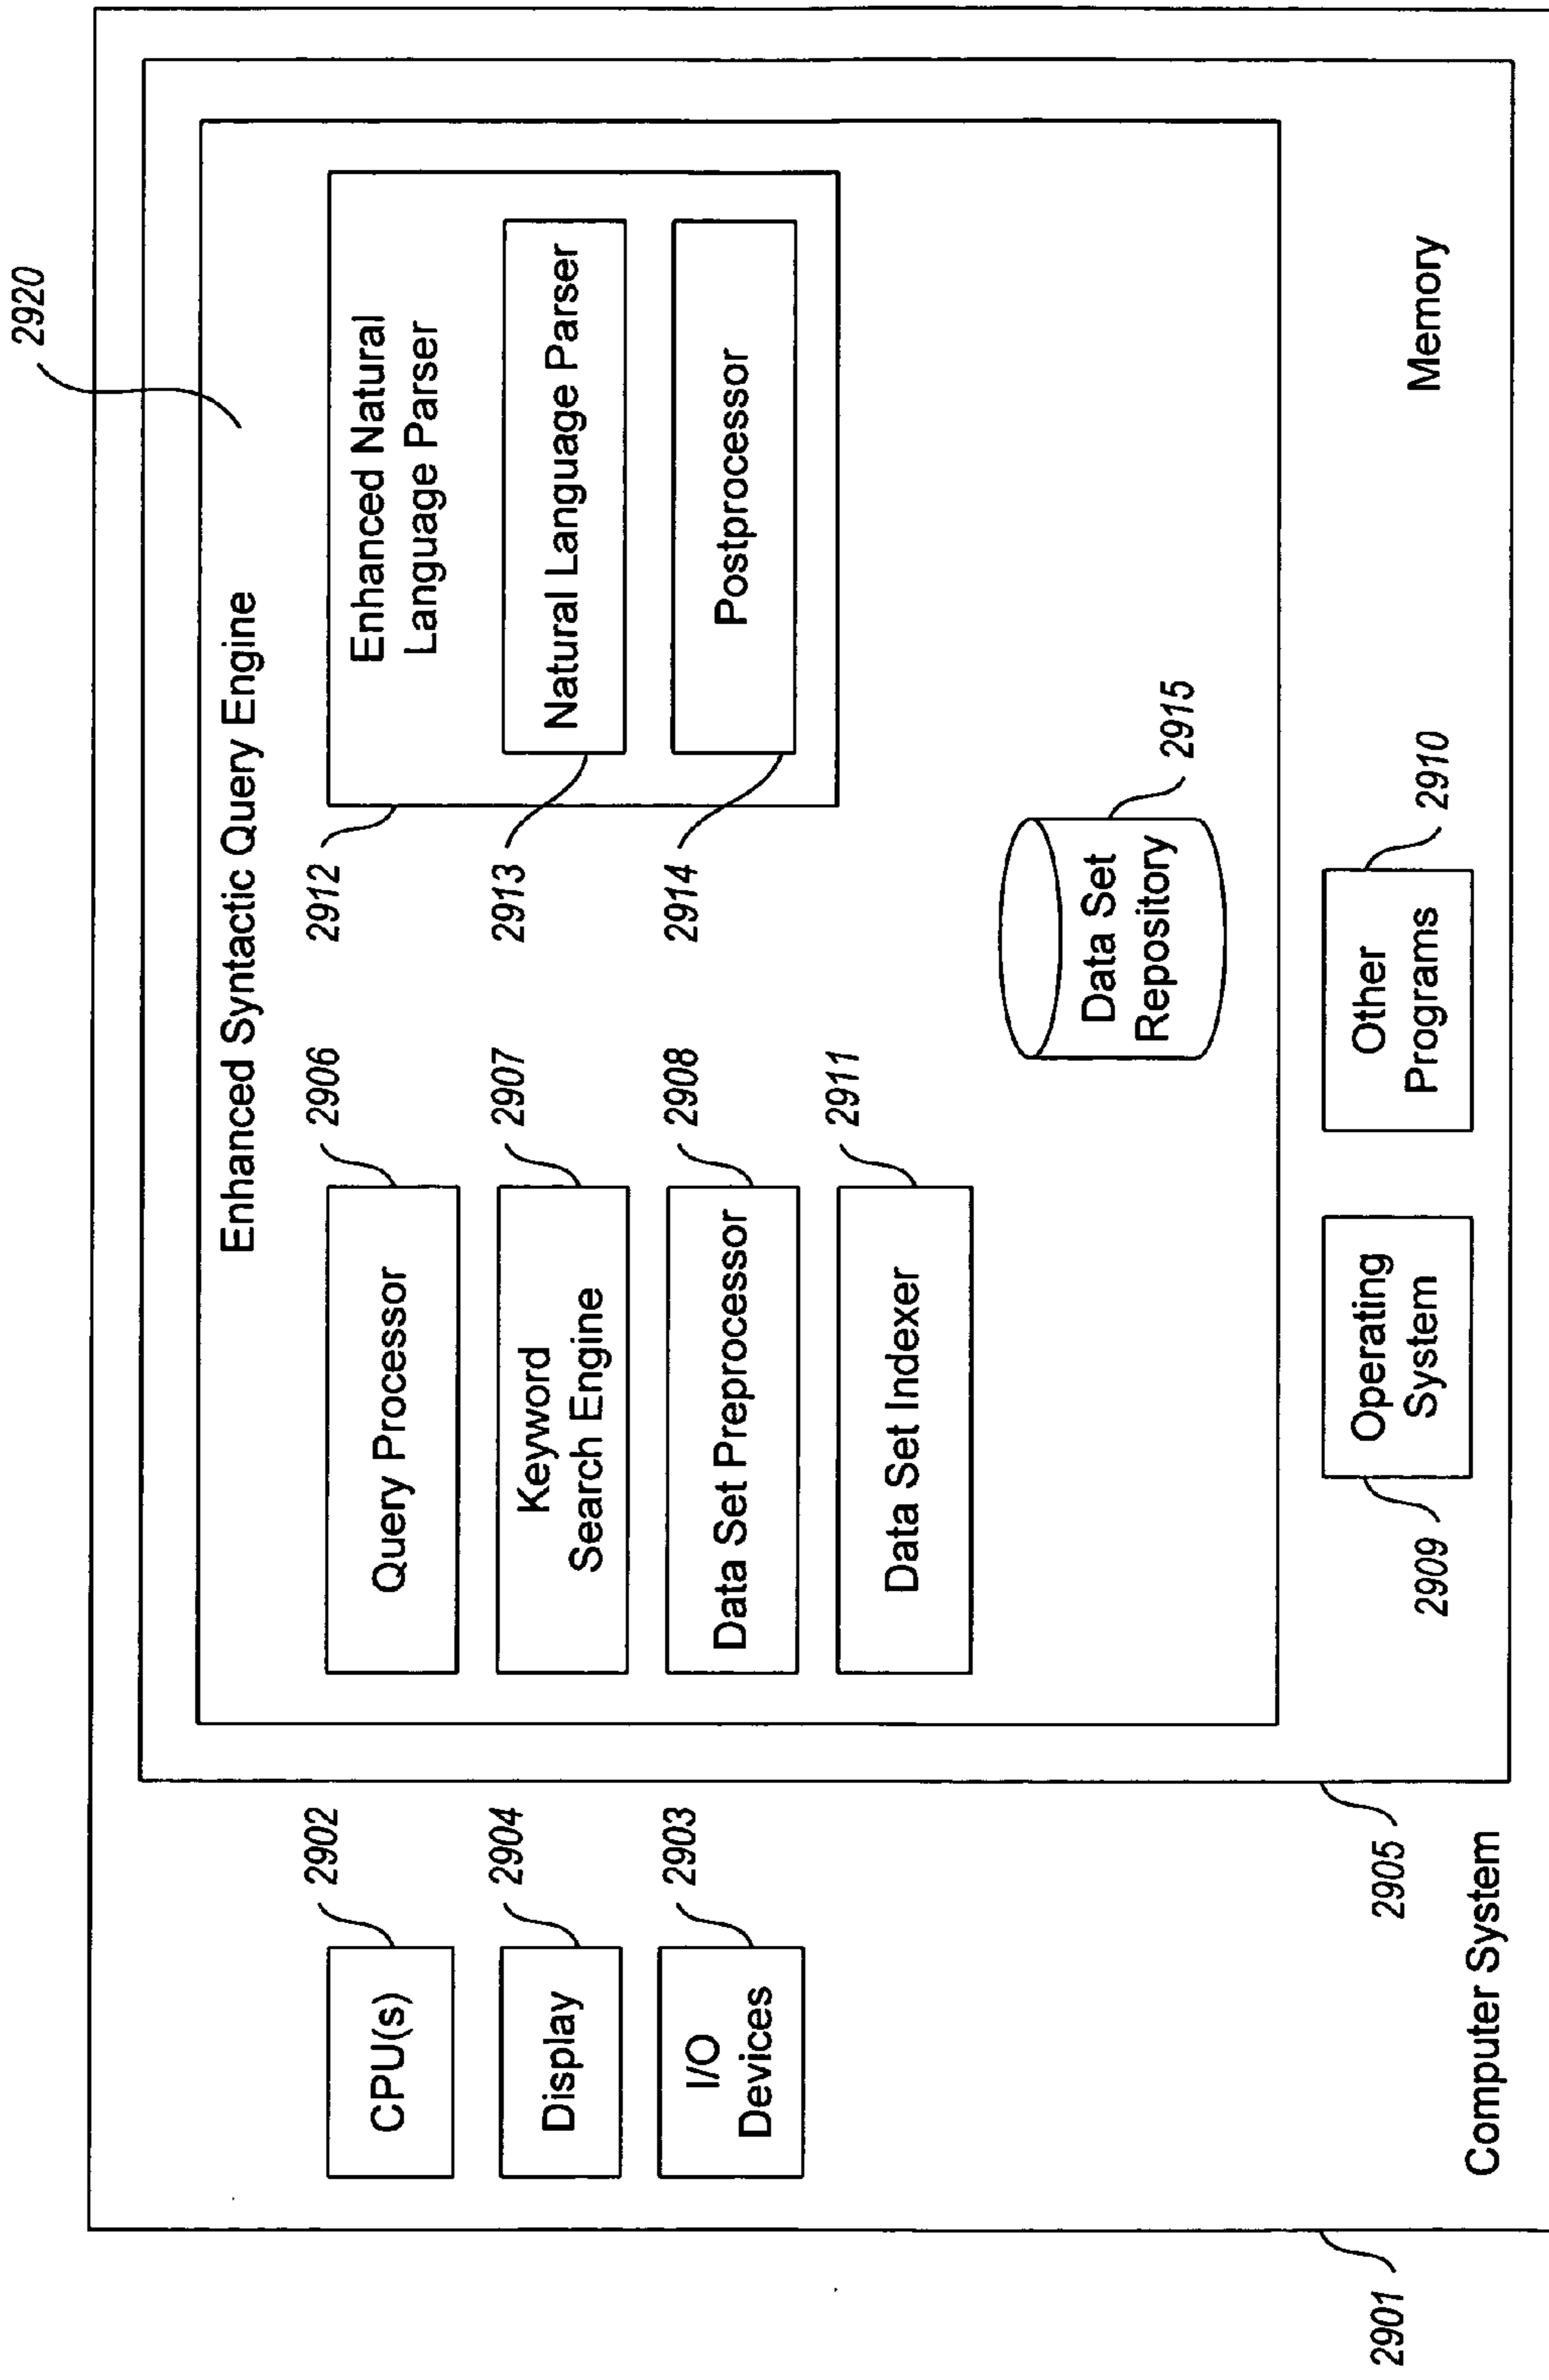 2920
Enhanced Syntactic Query Engine
2902
CPU(s)
2904
Display
2903
I/O
Devices
2906
Query Processor
2907
Keyword
Search Engine
2908
Data Set Preprocessor
2911
Data Set Indexer
2912
Enhanced Natural
Language Parser
2913
Natural Language Parser
2914
Postprocessor
2915
Data Set
Repository
2909
Operating
System
2910
Other
Programs
Memory
2905
Computer System
2901